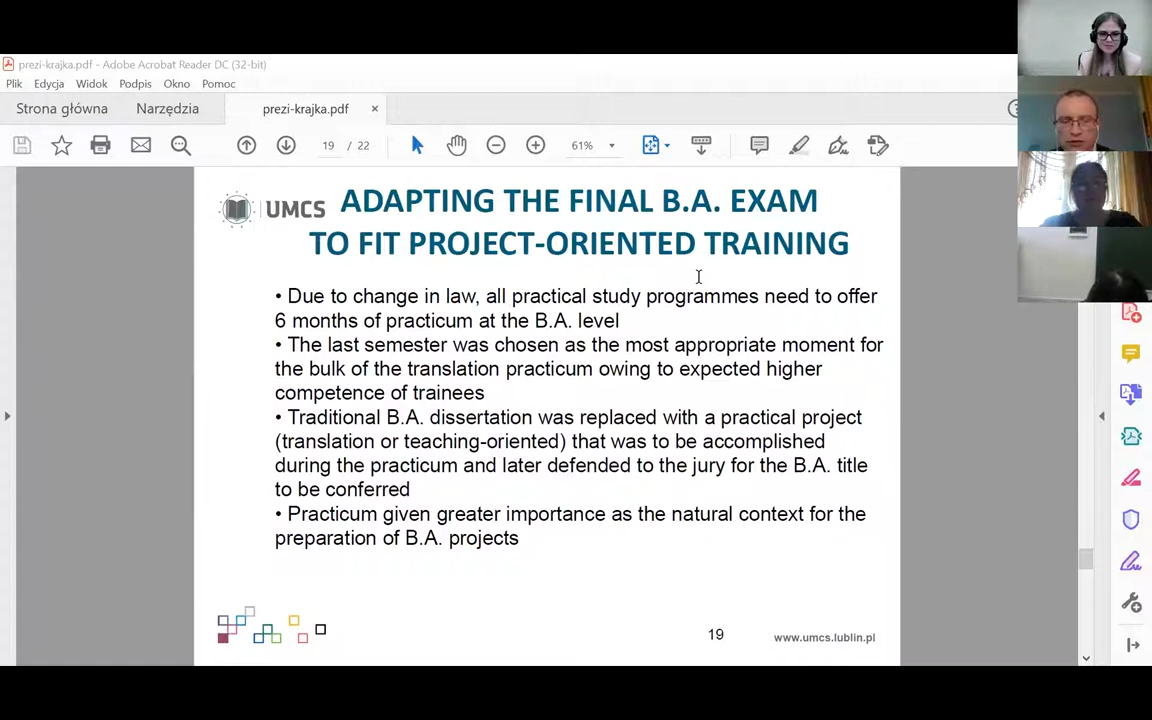 prezi-krajka.pdf - Adobe Acrobat Reader DC (32-bit)
Plik Edycja Widok Podpis Okno Pomoc
Strona główna Narzędzia prezi-krajka.pdf ×
19 / 22 61%
UMCS
ADAPTING THE FINAL B.A. EXAM
TO FIT PROJECT-ORIENTED TRAINING
• Due to change in law, all practical study programmes need to offer
6 months of practicum at the B.A. level
• The last semester was chosen as the most appropriate moment for
the bulk of the translation practicum owing to expected higher
competence of trainees
• Traditional B.A. dissertation was replaced with a practical project
(translation or teaching-oriented) that was to be accomplished
during the practicum and later defended to the jury for the B.A. title
to be conferred
• Practicum given greater importance as the natural context for the
preparation of B.A. projects
19
www.umcs.lublin.pl